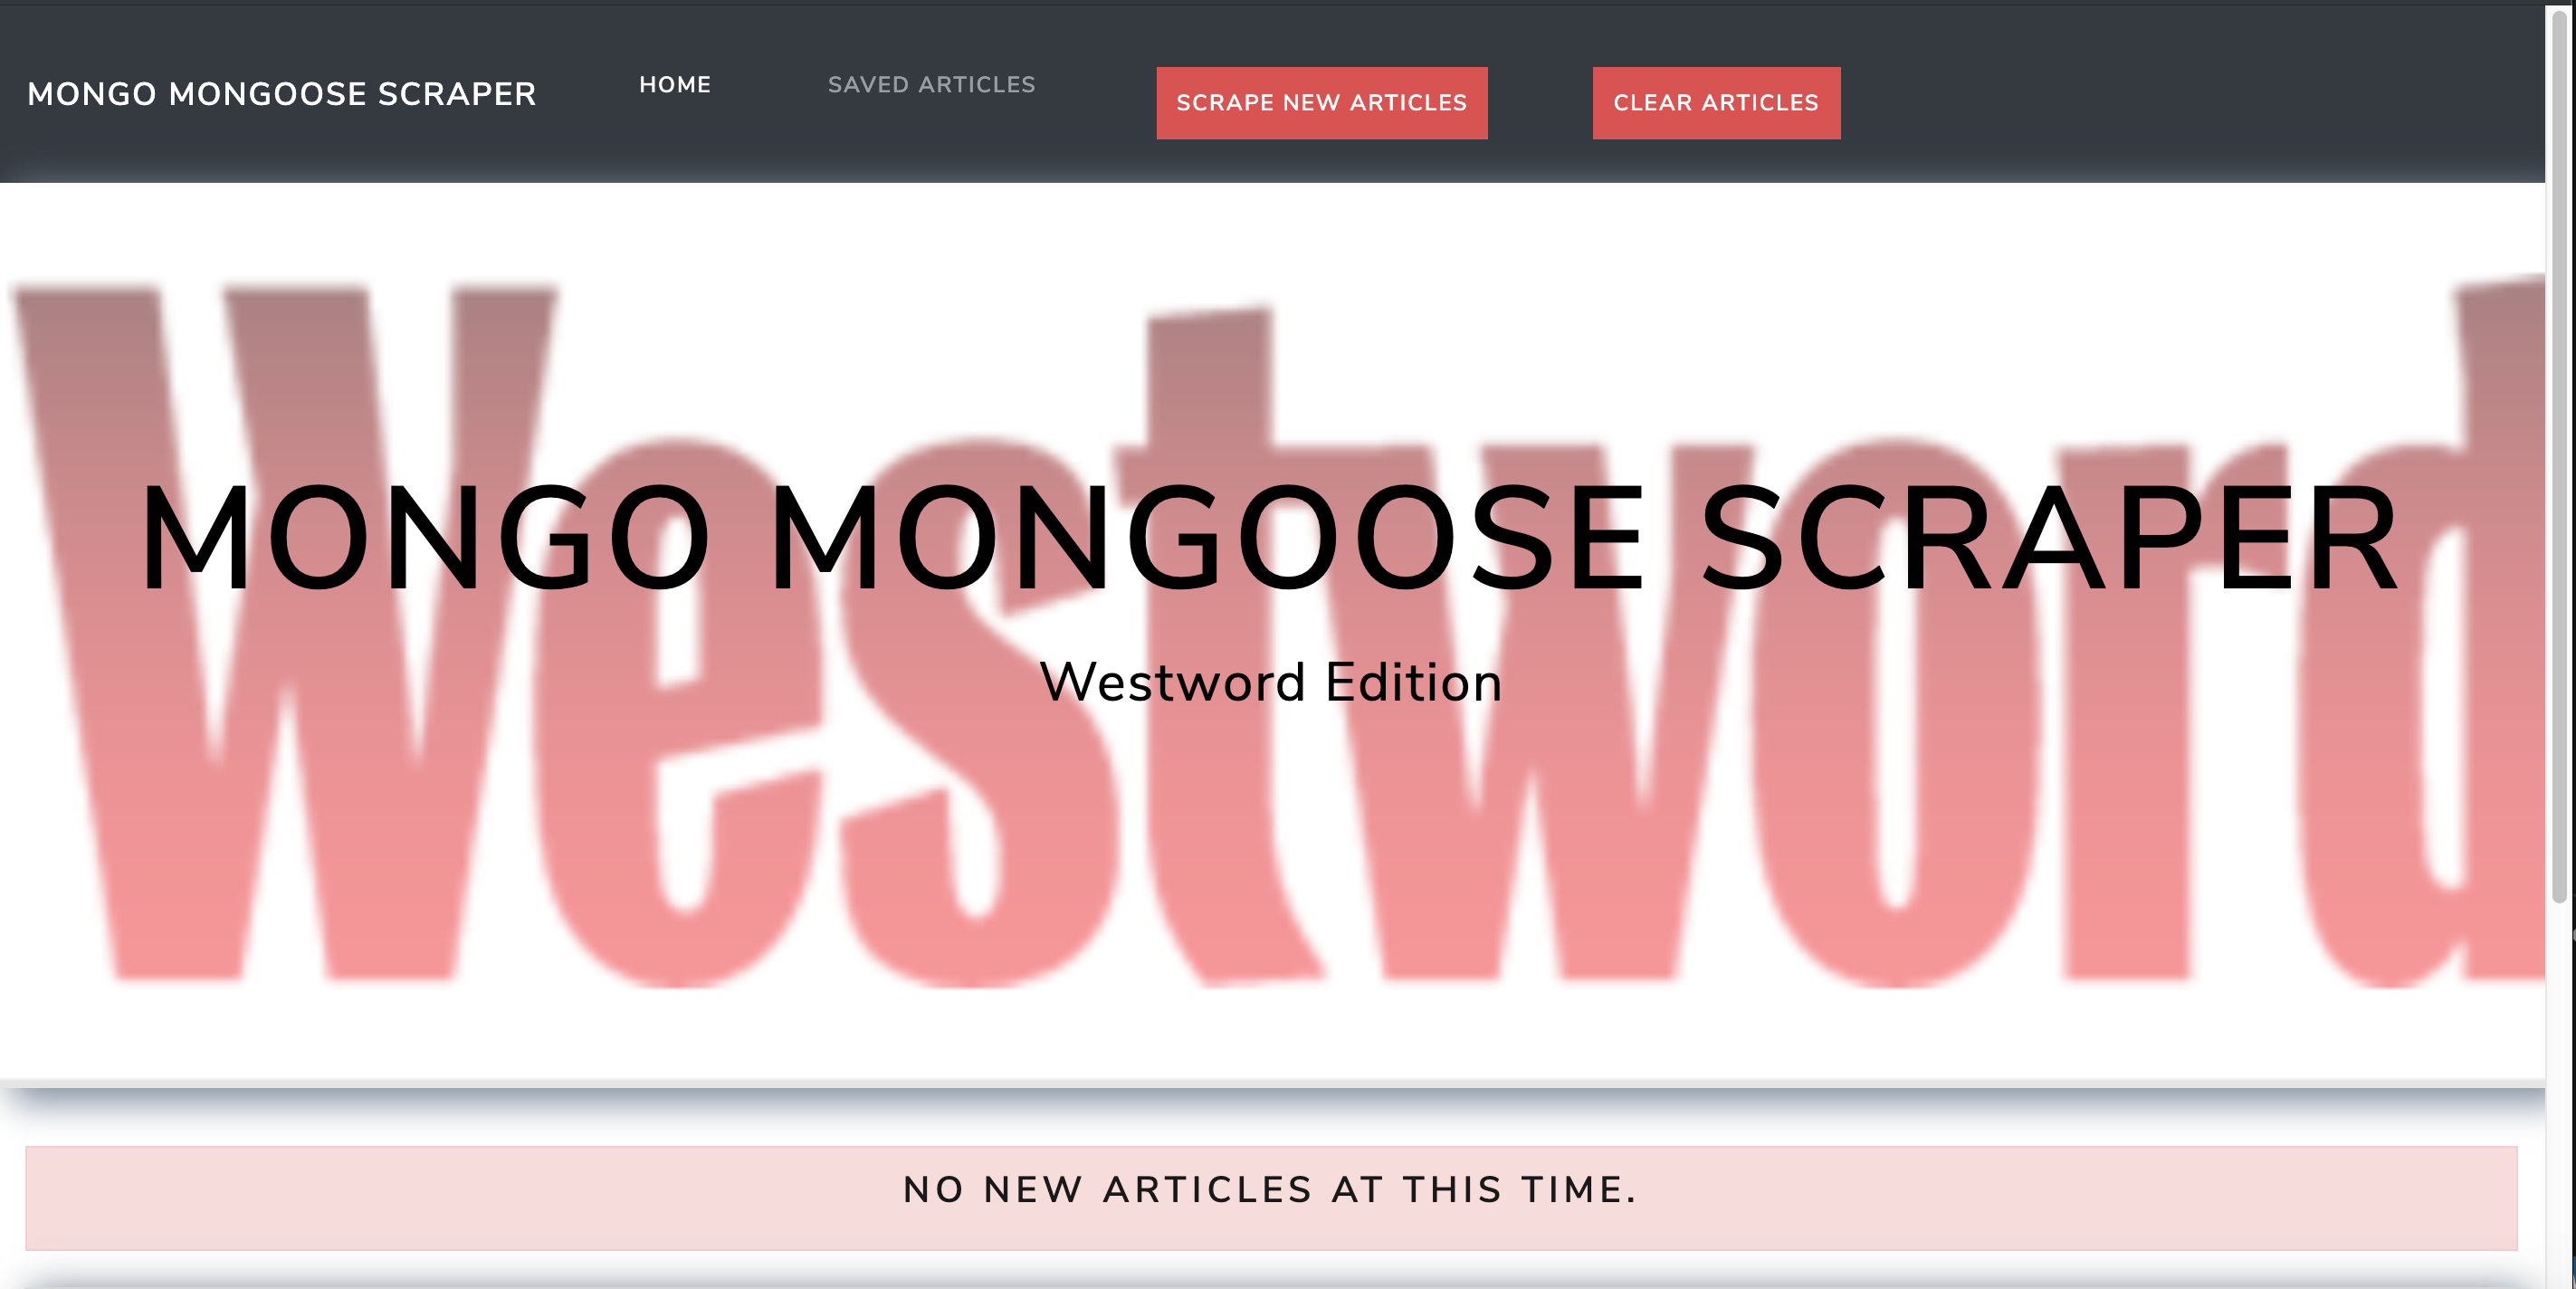 MONGO MONGOOSE SCRAPER
HOME
SAVED ARTICLES
SCRAPE NEW ARTICLES
CLEAR ARTICLES
Westword
MONGO MONGOOSE SCRAPER
Westword Edition
NO NEW ARTICLES AT THIS TIME.